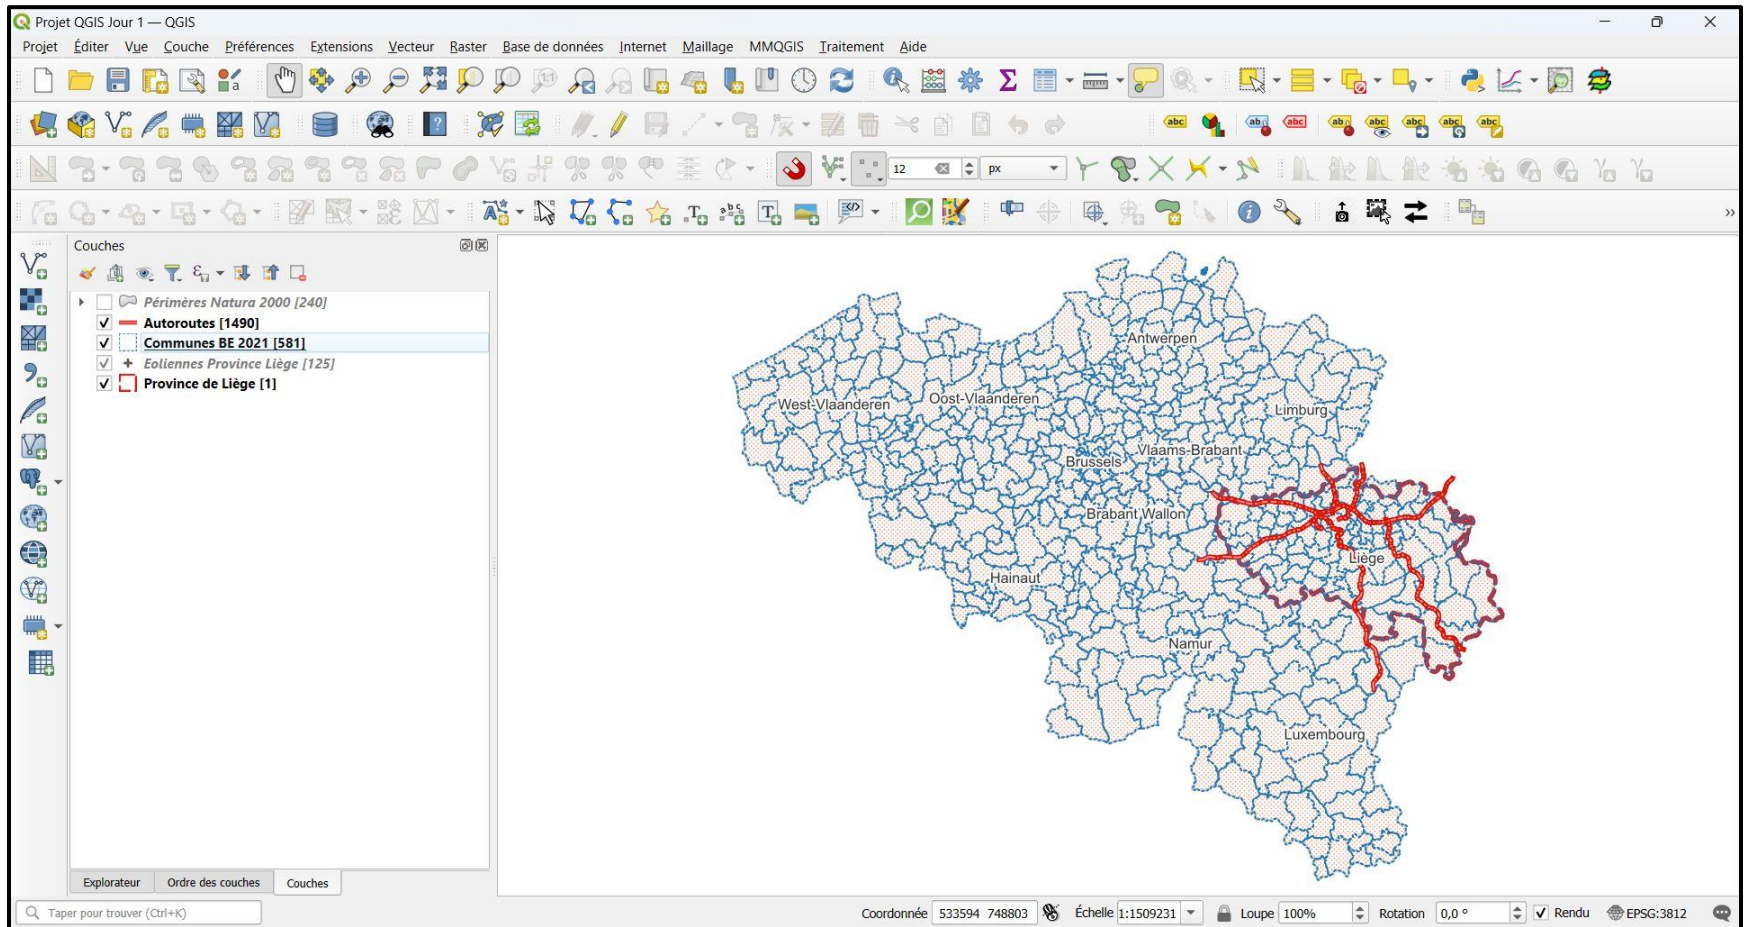 Projet QGIS Jour 1 — QGIS
Projet Éditer Vue Couche Préférences Extensions Vecteur Raster Base de données Internet Maillage MMQGIS Traitement Aide
12 px
Couches
Périmères Natura 2000 [240]
Autoroutes [1490]
Communes BE 2021 [581]
Eoliennes Province Liège [125]
Province de Liège [1]
Antwerpen
West-Vlaanderen
Oost-Vlaanderen
Limburg
Brussels
Vlaams-Brabant
Brabant Wallon
Liège
Hainaut
Namur
Luxembourg
Explorateur Ordre des couches Couches
Taper pour trouver (Ctrl+K) Coordonnée 533594 748803 Échelle 1:1509231 Loupe 100% Rotation 0,0 ° Rendu EPSG:3812